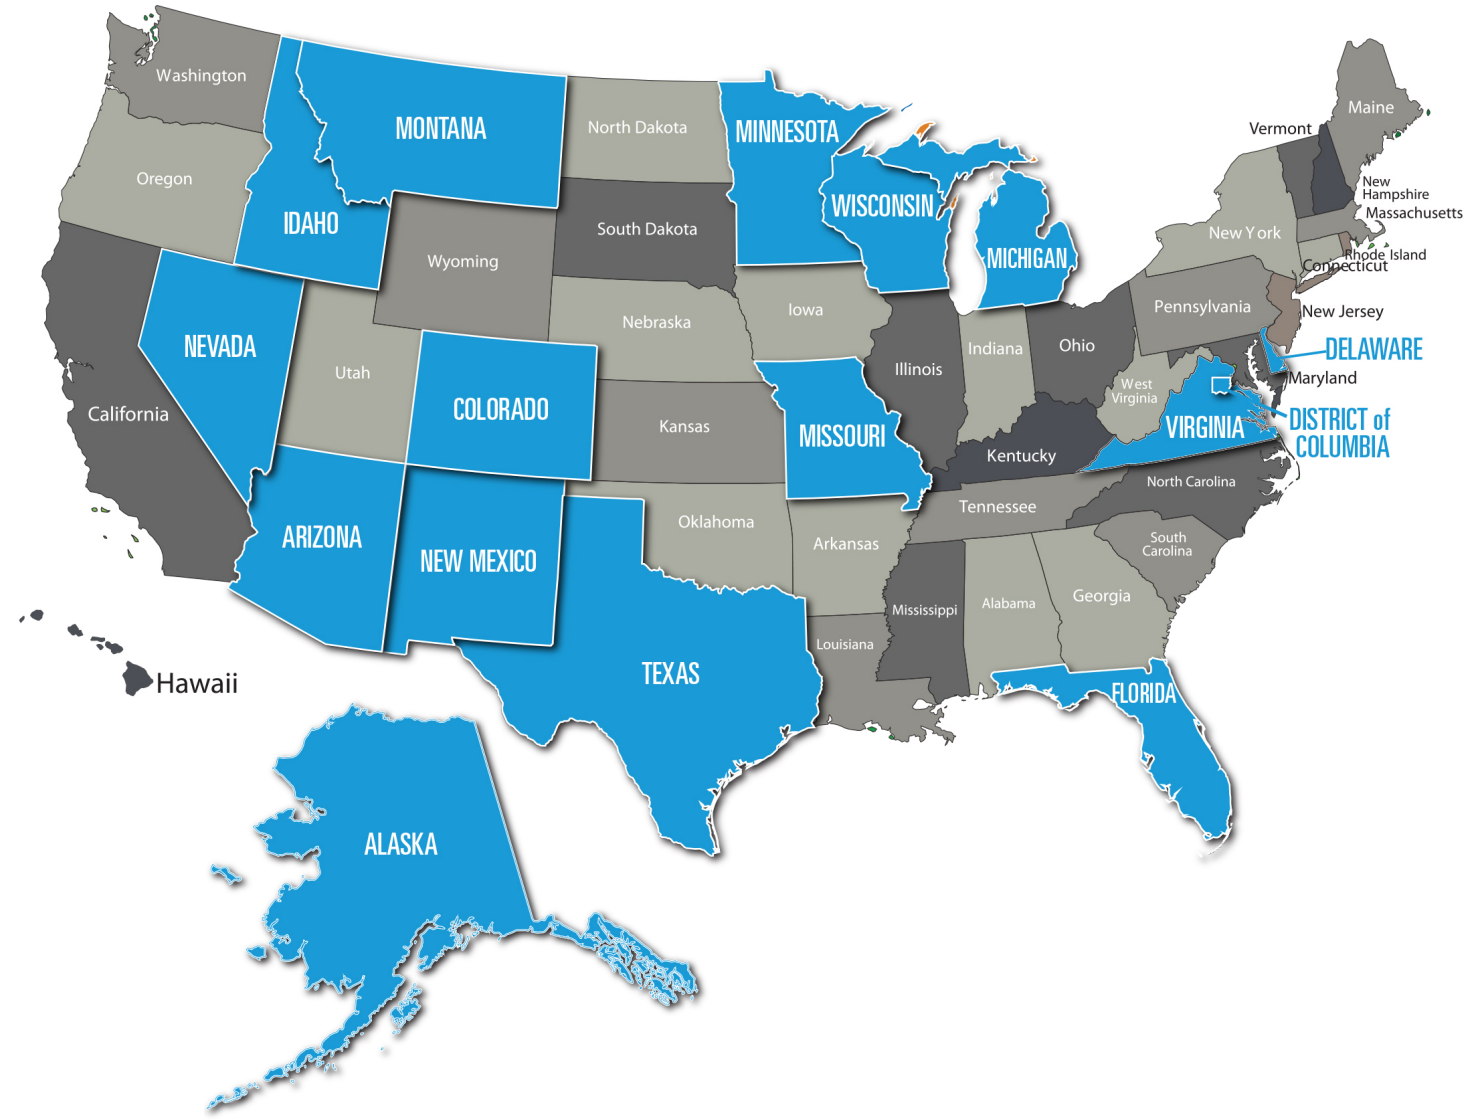 Washington
MONTANA
North Dakota
MINNESOTA
Maine
Vermont
Oregon
IDAHO
South Dakota
WISCONSIN
New
Hampshire
Massachusetts
Wyoming
MICHIGAN
New York
Rhode Island
Connecticut
NEVADA
Utah
Nebraska
Iowa
Illinois
Indiana
Ohio
Pennsylvania
New Jersey
DELAWARE
Maryland
California
COLORADO
Kansas
MISSOURI
West
Virginia
VIRGINIA
DISTRICT of
COLUMBIA
Kentucky
North Carolina
ARIZONA
NEW MEXICO
Oklahoma
Arkansas
Tennessee
South
Carolina
Mississippi
Alabama
Georgia
Hawaii
TEXAS
Louisiana
FLORIDA
ALASKA